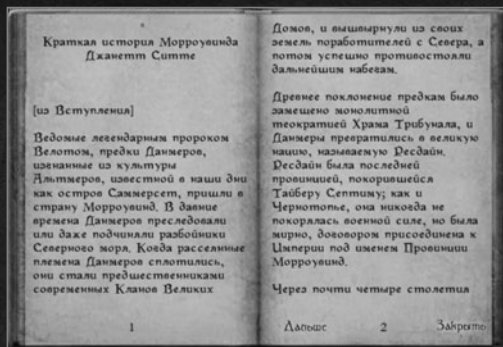 Краткая история Морроувинда
Джанетт Ситте
[из Вступления]
Ведомые легендарным пророком
Велотом, предки Данмеров,
изгнанные из культуры
Альтмеров, известной в наши дни
как остров Саммерсет, пришли в
страну Морроувинд. В давние
времена Данмеров преследовали
или даже подчиняли разбойники
Северного моря. Когда рассеянные
племена Данмеров сплотились,
они стали предшественниками
современных Кланов Великих
1
Домов, и вышвырнули из своих
земель поработителей с Севера, а
потом успешно противостояли
дальнейшим набегам.
Древнее поклонение предкам было
замещено монолитной
теократией Храма Трибунала, и
Данмеры превратились в великую
нацию, называемую Ресдайн.
Ресдайн была последней
провинцией, покорившейся
Тайберу Септиму; как и
Чернотопье, она никогда не
покорялась военной силе, но была
мирно, договором присоединена к
Империи под именем Провинции
Морроувинд.
Через почти четыре столетия
Дальше 2 Закрыть